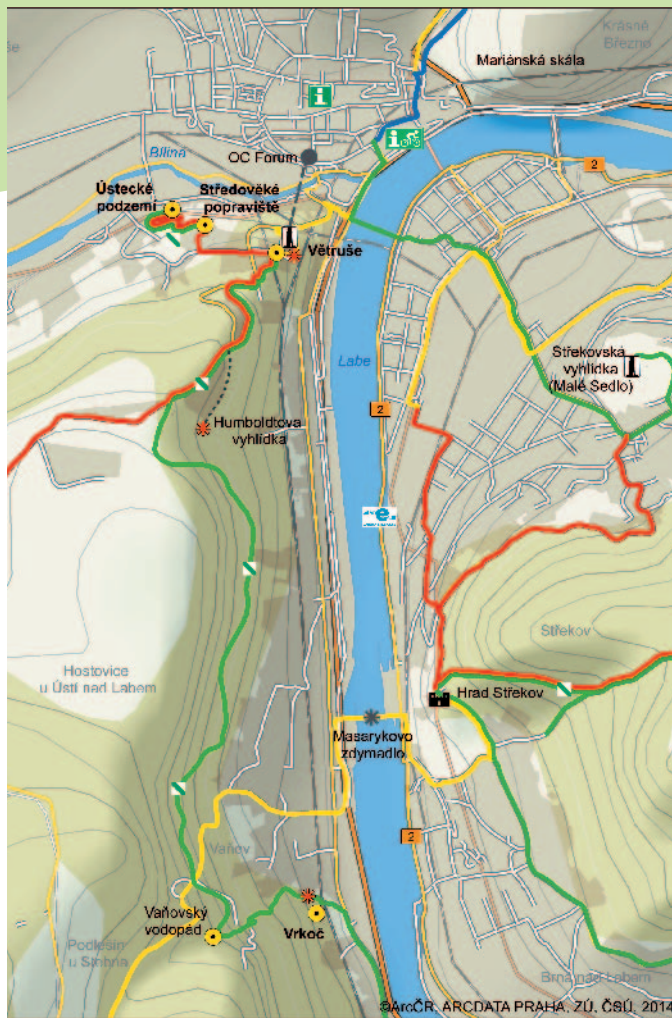 Krásné
Březno
Mariánská skála
i
i
Bílina
OC Forum
2
Ústecké
podzemí
Středověké
popraviště
Větruše
Labe
Střekovská
vyhlídka
(Malé Sedlo)
2
Humboldtova
vyhlídka
Střekov
Hostovice
u Ústí nad Labem
Hrad Střekov
Masarykovo
zdymadlo
2
Vaňov
Vaňovský
vodopád
Vrkoč
Podlešín
u Stebna
Brná nad Labem
©ArcČR, ARCDATA PRAHA, ZÚ, ČSÚ, 2014